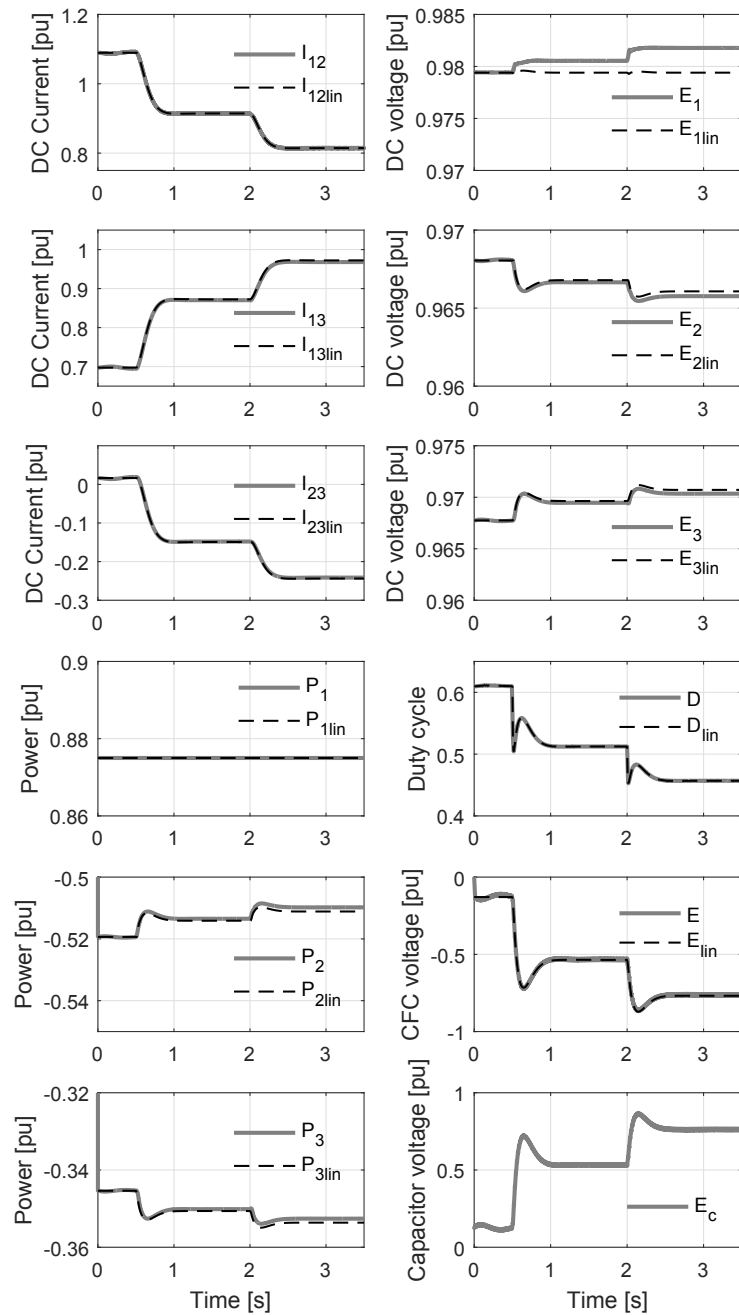 DC Current [pu]
1.2
1
0.8
I12
I12lin
0 1 2 3
DC voltage [pu]
0.985
0.98
0.975
0.97
E1
E1lin
0 1 2 3
DC Current [pu]
1
0.9
0.8
0.7
I13
I13lin
0 1 2 3
DC voltage [pu]
0.97
0.965
0.96
E2
E2lin
0 1 2 3
DC Current [pu]
0
-0.1
-0.2
-0.3
I23
I23lin
0 1 2 3
DC voltage [pu]
0.975
0.97
0.965
0.96
E3
E3lin
0 1 2 3
Power [pu]
0.9
0.88
0.86
P1
P1lin
0 1 2 3
Duty cycle
0.6
0.5
0.4
D
Dlin
0 1 2 3
Power [pu]
-0.5
-0.52
-0.54
P2
P2lin
0 1 2 3
CFC voltage [pu]
0
-0.5
-1
E
Elin
0 1 2 3
Power [pu]
-0.32
-0.34
-0.36
P3
P3lin
0 1 2 3
Time [s]
Capacitor voltage [pu]
1
0.5
0
Ec
0 1 2 3
Time [s]